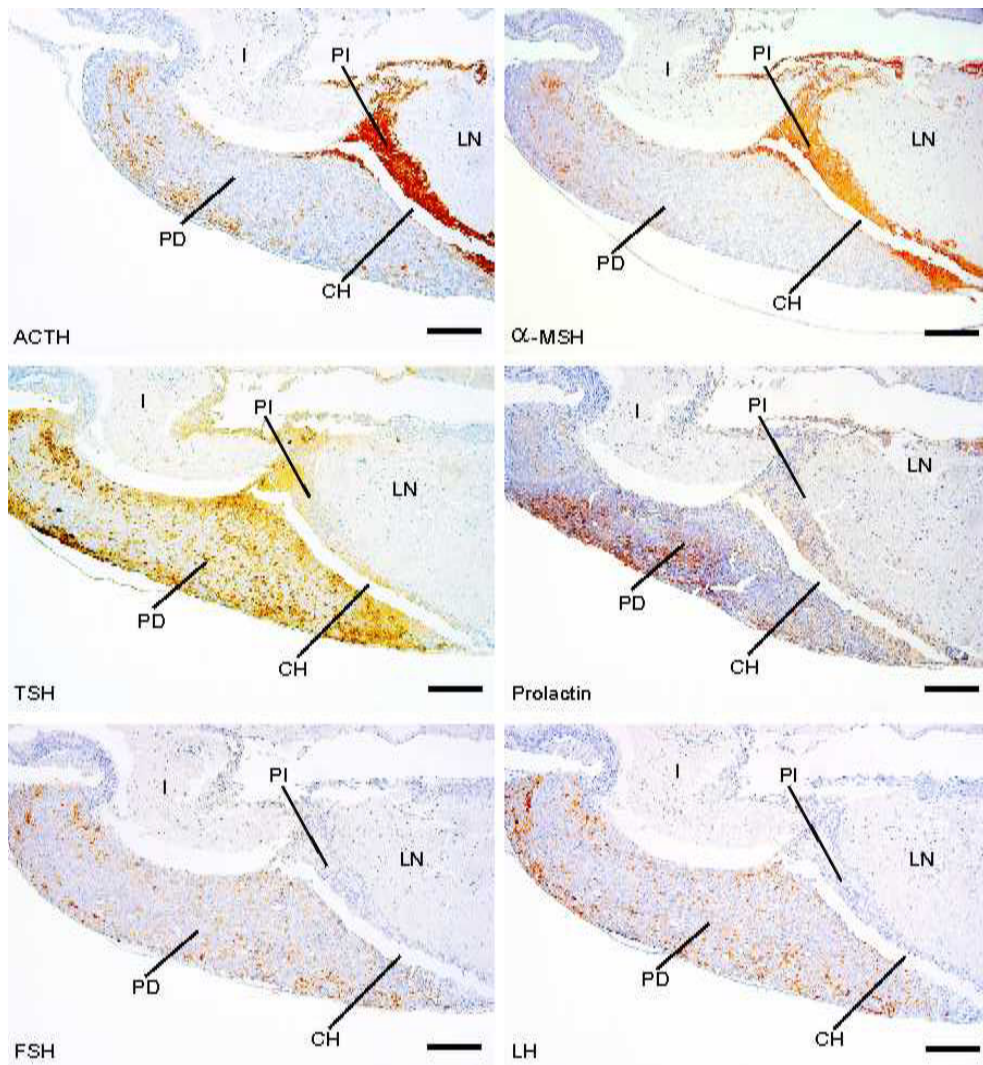 I
PI
LN
PD
CH
ACTH
I
PI
LN
PD
CH
α-MSH
I
PI
LN
PD
CH
TSH
I
PI
LN
PD
CH
Prolactin
I
PI
LN
PD
CH
FSH
I
PI
LN
PD
CH
LH